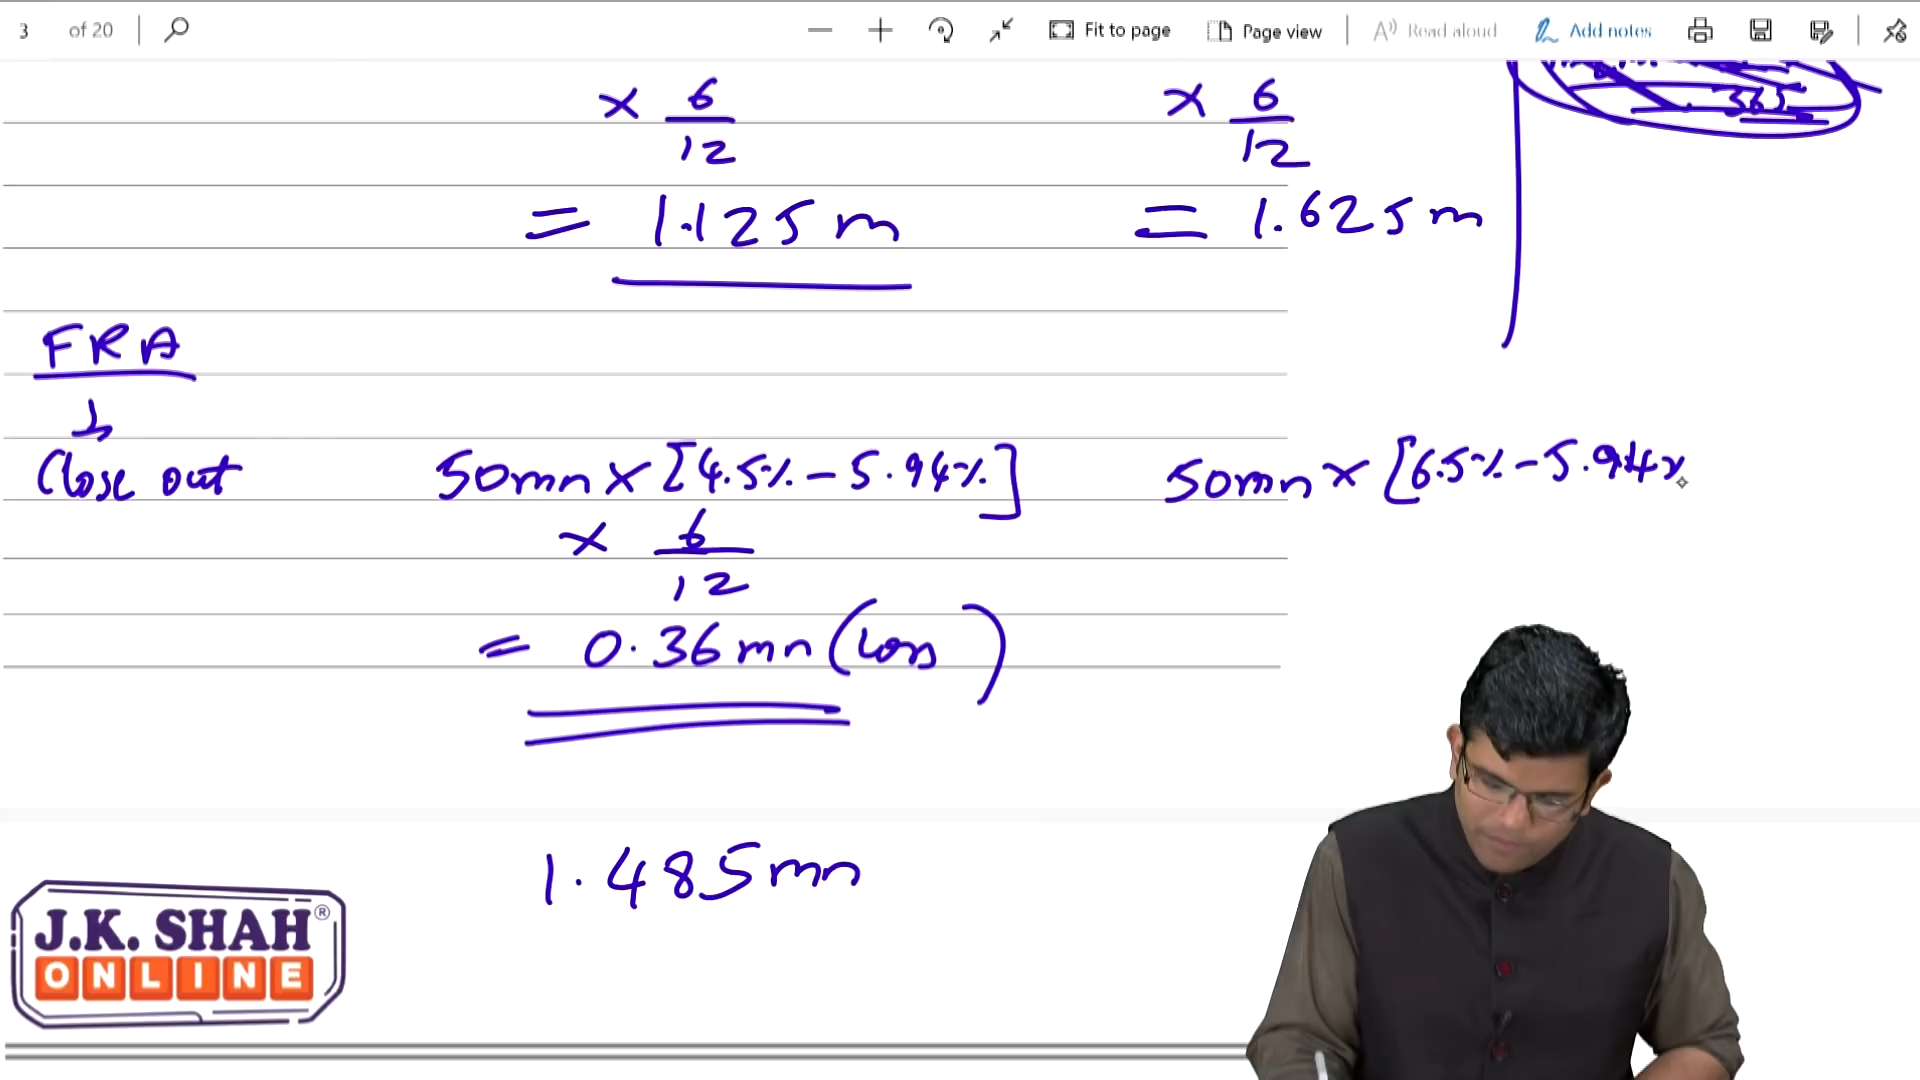 3 of 20 Fit to page Page view Read aloud Add notes
× 6/12 × 6/12
365
= 1.125 m = 1.625 m
FRA
Close out 50mn × [4.5% - 5.94%] 50mn × [6.5% - 5.94%
× 6/12
= 0.36 mn (Loss)
1.485 mn
J.K. SHAH®
ONLINE